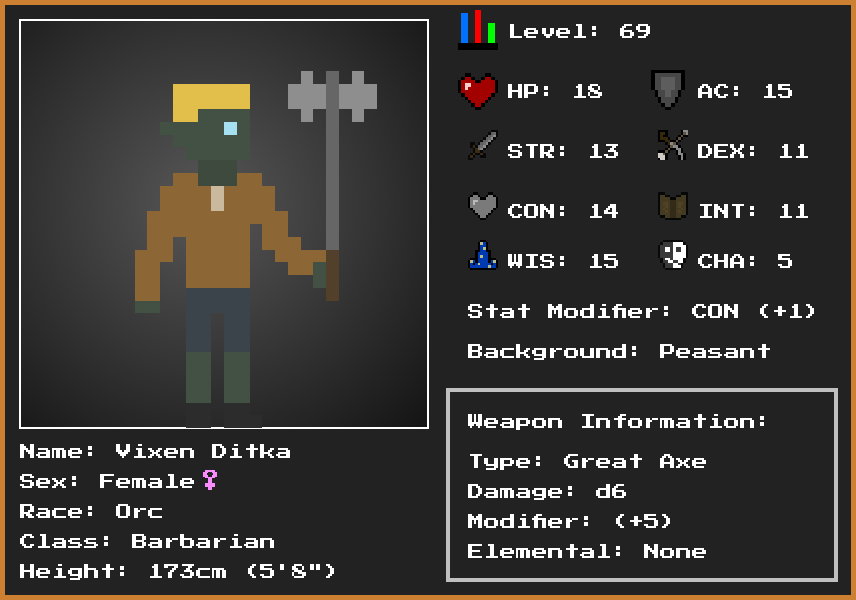 Level: 69
HP: 18
AC: 15
STR: 13
DEX: 11
CON: 14
INT: 11
WIS: 15
CHA: 5
Stat Modifier: CON (+1)
Background: Peasant
Weapon Information:
Type: Great Axe
Damage: d6
Modifier: (+5)
Elemental: None
Name: Vixen Ditka
Sex: Female♀
Race: Orc
Class: Barbarian
Height: 173cm (5'8")